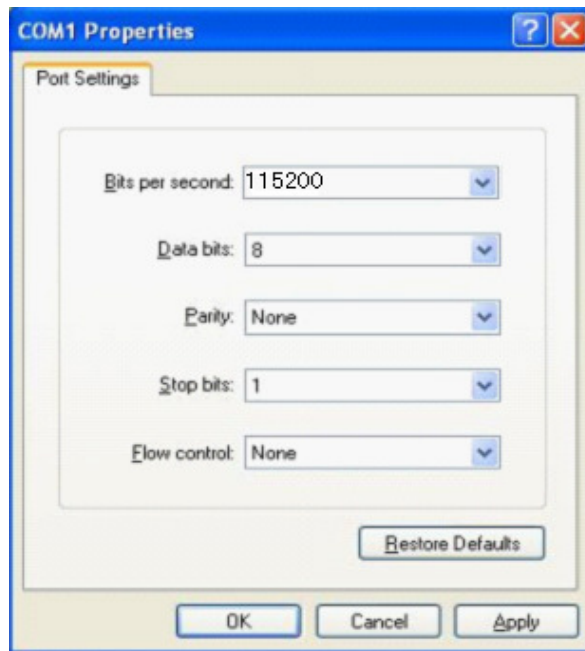 COM1 Properties
Port Settings
Bits per second: 115200
Data bits: 8
Parity: None
Stop bits: 1
Flow control: None
Restore Defaults
OK Cancel Apply